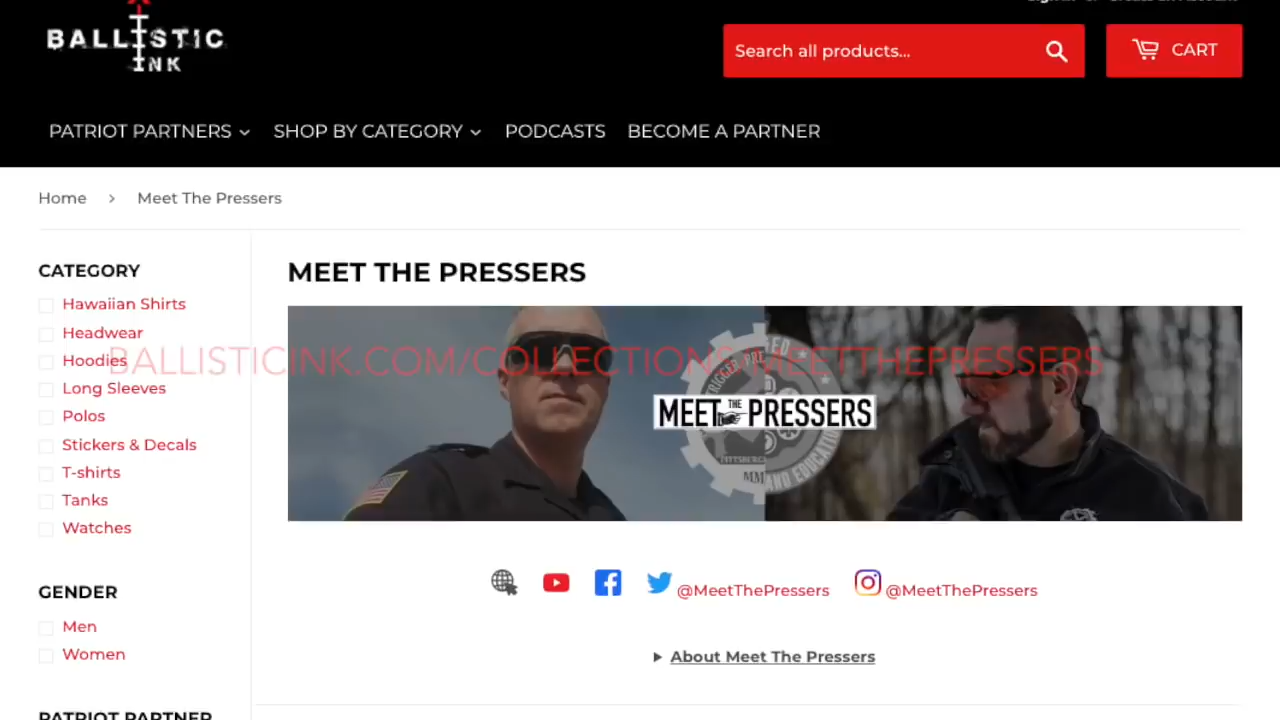 BALLISTIC
INK
Search all products...
CART
PATRIOT PARTNERS
SHOP BY CATEGORY
PODCASTS
BECOME A PARTNER
Home › Meet The Pressers
CATEGORY
Hawaiian Shirts
Headwear
Hoodies
Long Sleeves
Polos
Stickers & Decals
T-shirts
Tanks
Watches
GENDER
Men
Women
PATRIOT PARTNER
MEET THE PRESSERS
BALLISTICINK.COM/COLLECTIONS/MEETTHEPRESSERS
MEET THE PRESSERS
AND EDUCA
@MeetThePressers
@MeetThePressers
About Meet The Pressers